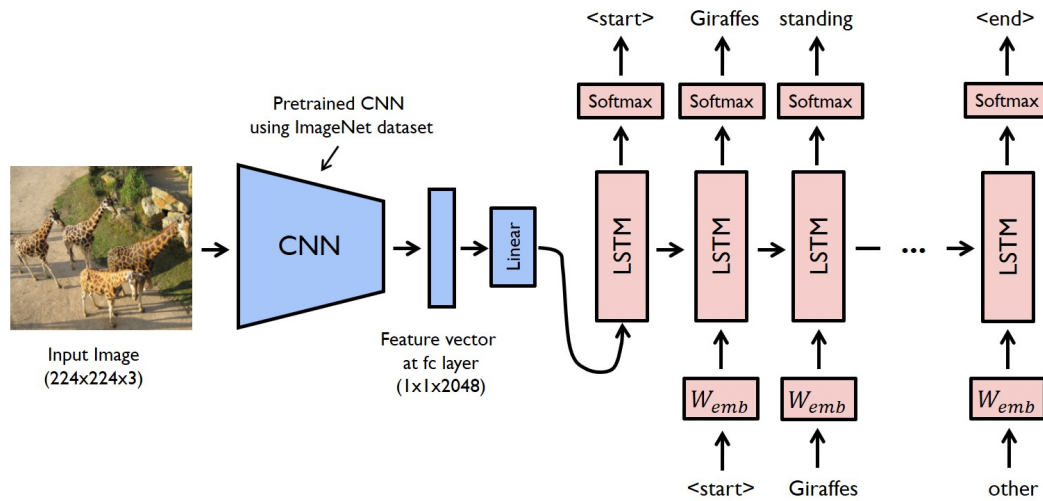 <start> Giraffes standing <end>
Softmax Softmax Softmax Softmax
Pretrained CNN
using ImageNet dataset
CNN
Linear
LSTM LSTM LSTM ... LSTM
Input Image
(224x224x3)
Feature vector
at fc layer
(1x1x2048)
W_emb W_emb W_emb
<start> Giraffes other